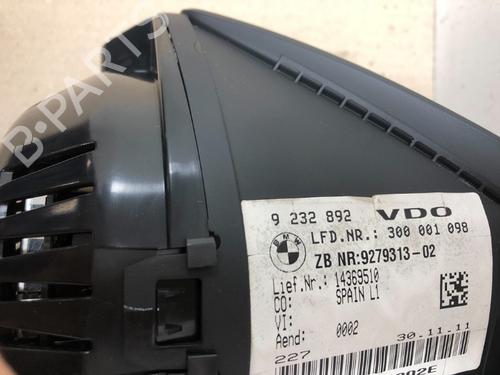 B-PARTS
9 232 892 VDO
BMW
LFD.NR.: 300 001 098
ZB NR:9279313-02
Lief.Nr.: 14369510
CO: SPAIN L1
VI:
Aend: 0002
227 30.11.11